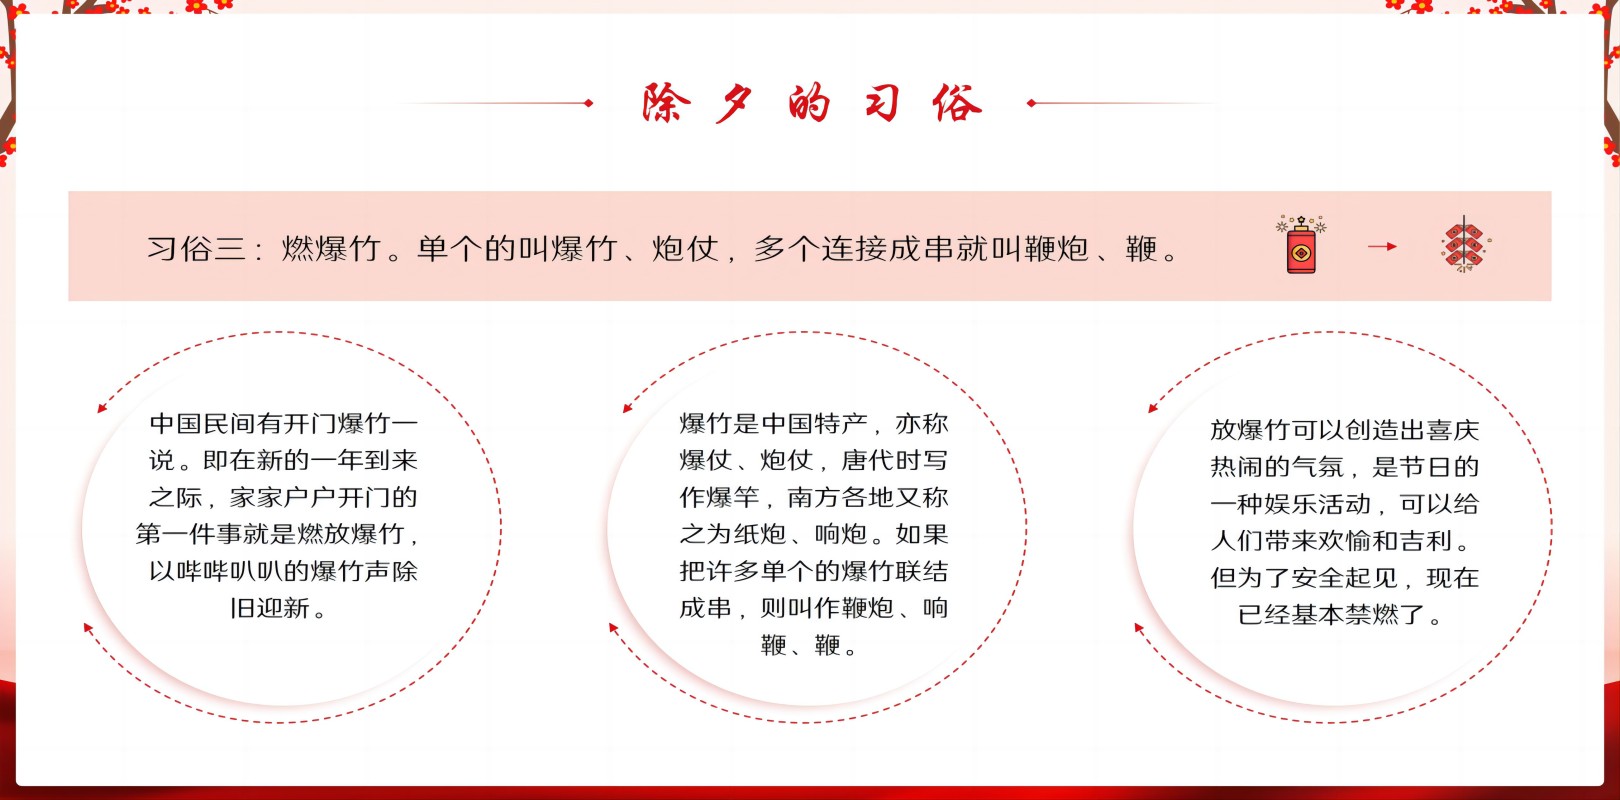 除夕的习俗
习俗三：燃爆竹。单个的叫爆竹、炮仗，多个连接成串就叫鞭炮、鞭。
中国民间有开门爆竹一
说。即在新的一年到来
之际，家家户户开门的
第一件事就是燃放爆竹，
以哔哔叭叭的爆竹声除
旧迎新。
爆竹是中国特产，亦称
爆仗、炮仗，唐代时写
作爆竿，南方各地又称
之为纸炮、响炮。如果
把许多单个的爆竹联结
成串，则叫作鞭炮、响
鞭、鞭。
放爆竹可以创造出喜庆
热闹的气氛，是节日的
一种娱乐活动，可以给
人们带来欢愉和吉利。
但为了安全起见，现在
已经基本禁燃了。